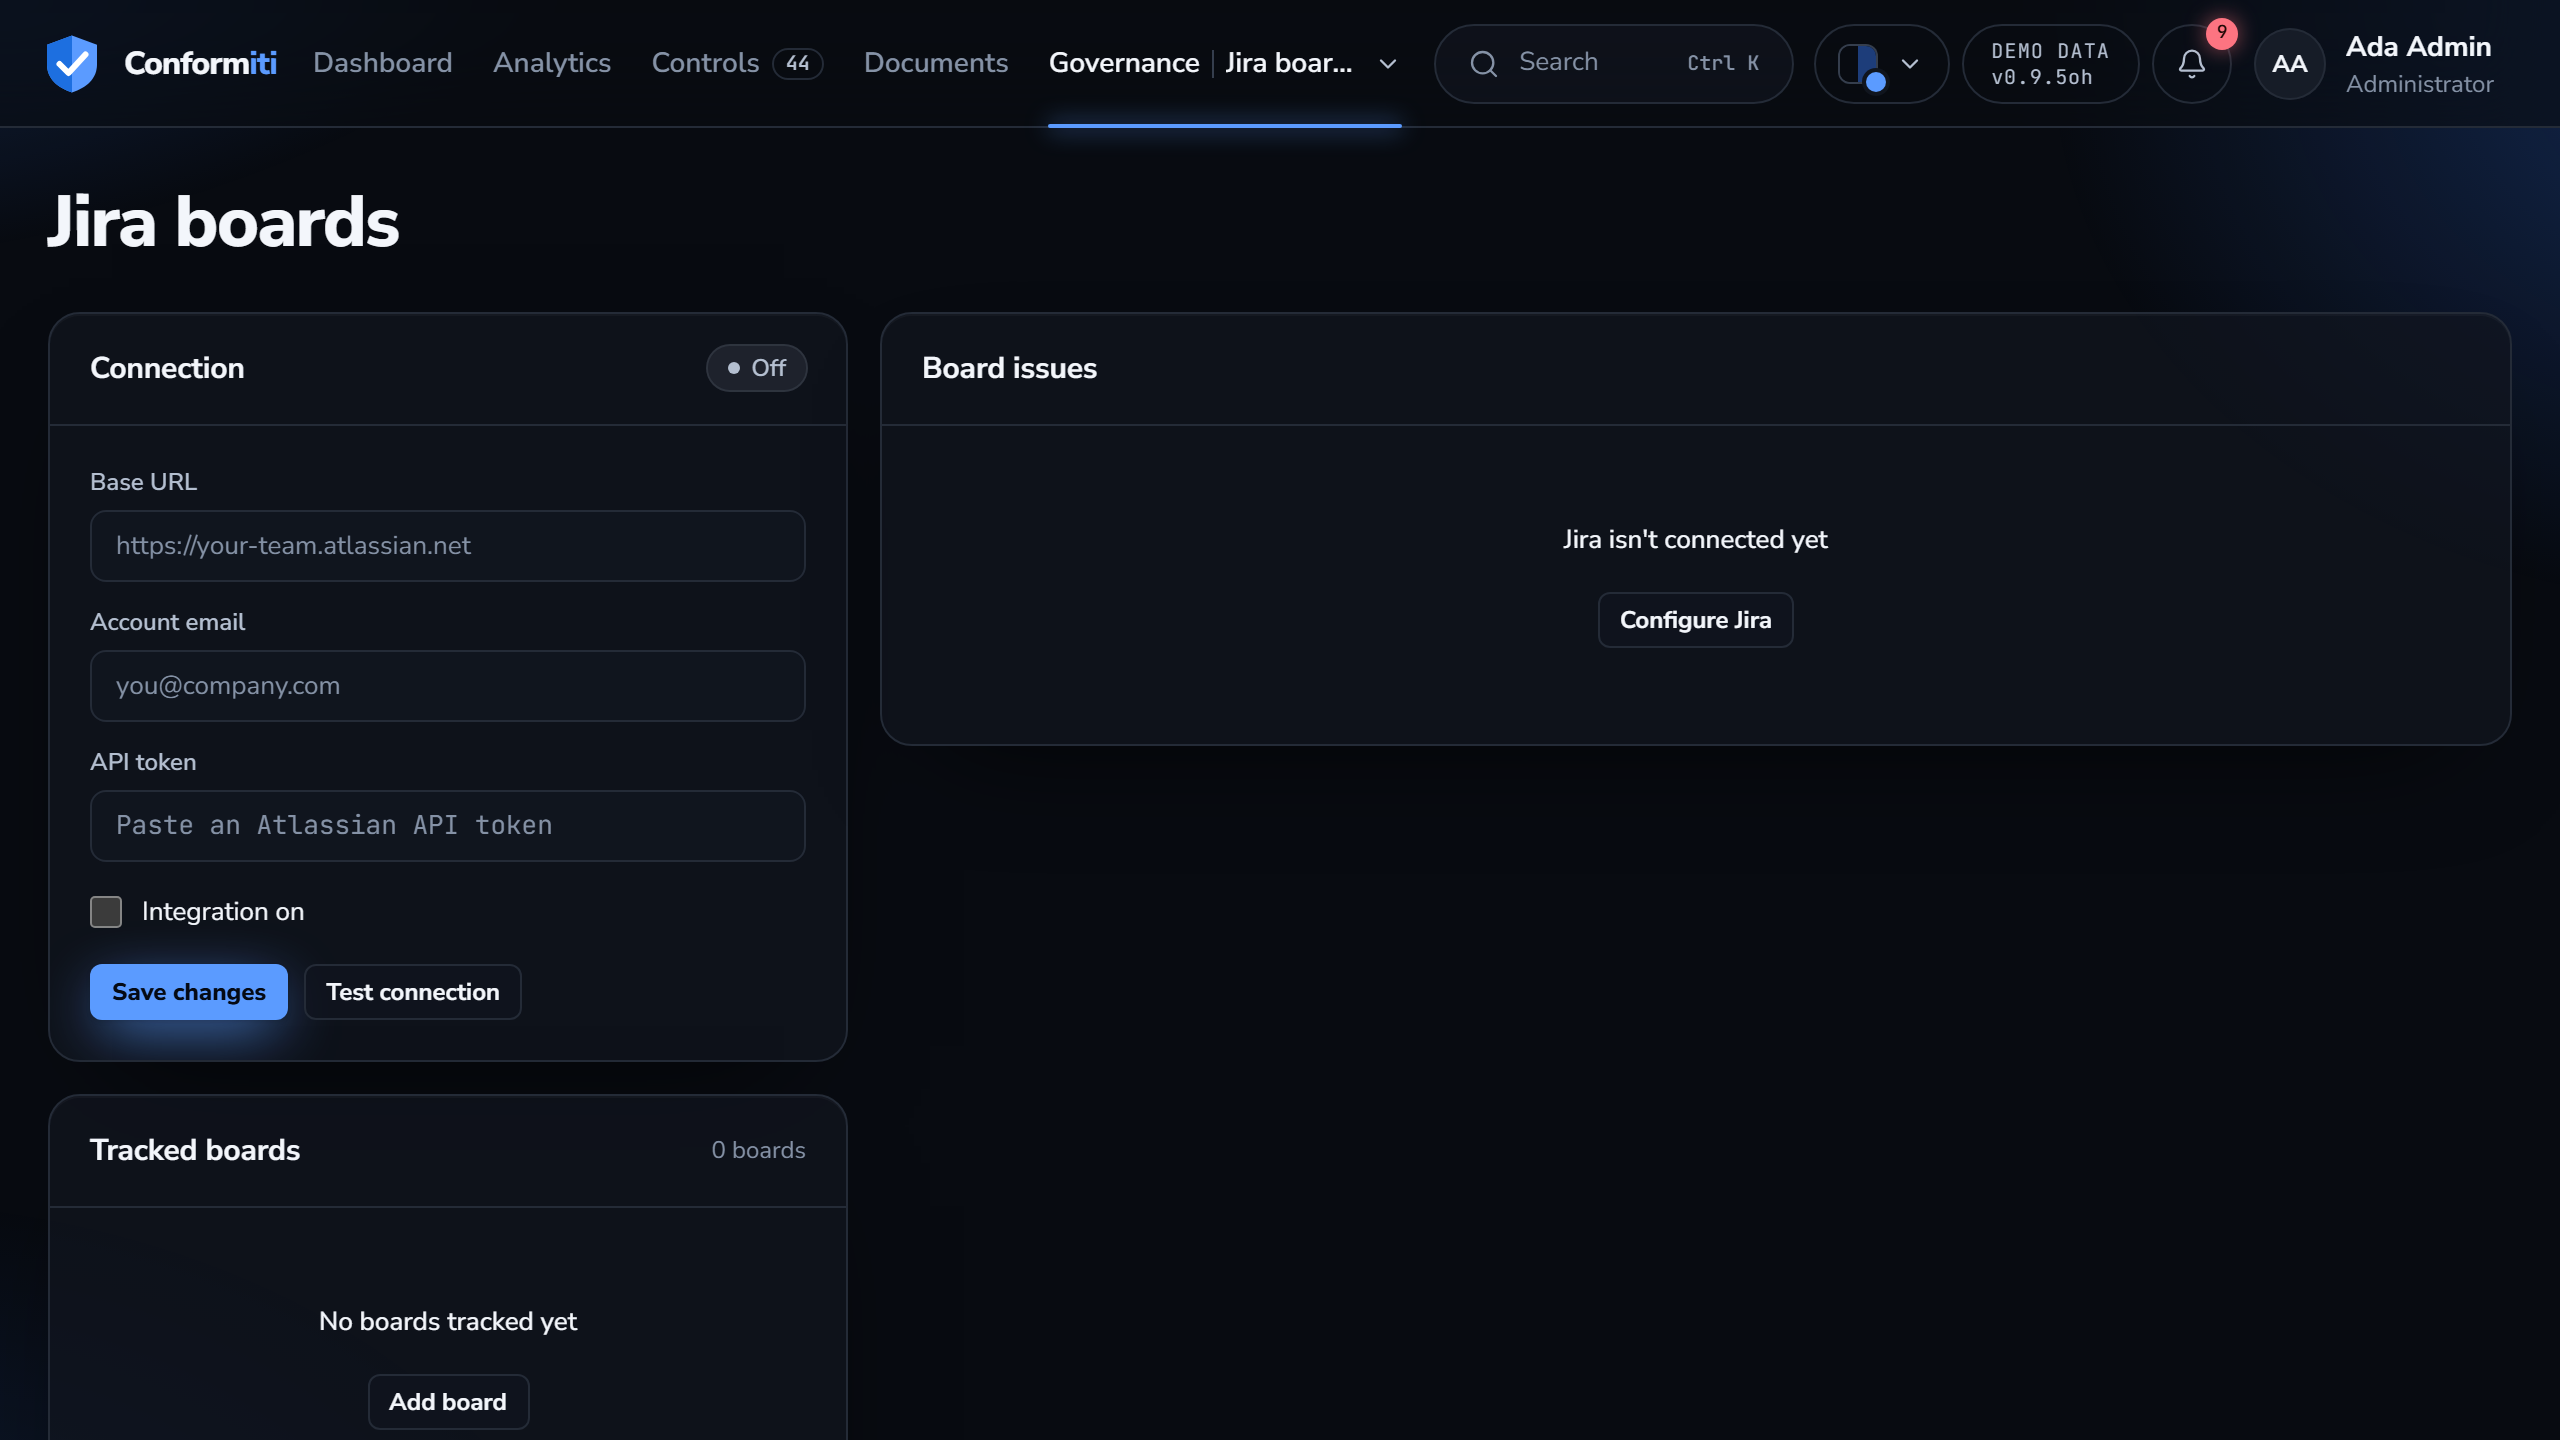 Conformiti
Dashboard
Analytics
Controls 44
Documents
Governance | Jira boar...
Search Ctrl K
DEMO DATA
v0.9.5oh
9
AA
Ada Admin
Administrator
Jira boards
Connection
Off
Base URL
https://your-team.atlassian.net
Account email
you@company.com
API token
Paste an Atlassian API token
Integration on
Save changes
Test connection
Board issues
Jira isn't connected yet
Configure Jira
Tracked boards
0 boards
No boards tracked yet
Add board